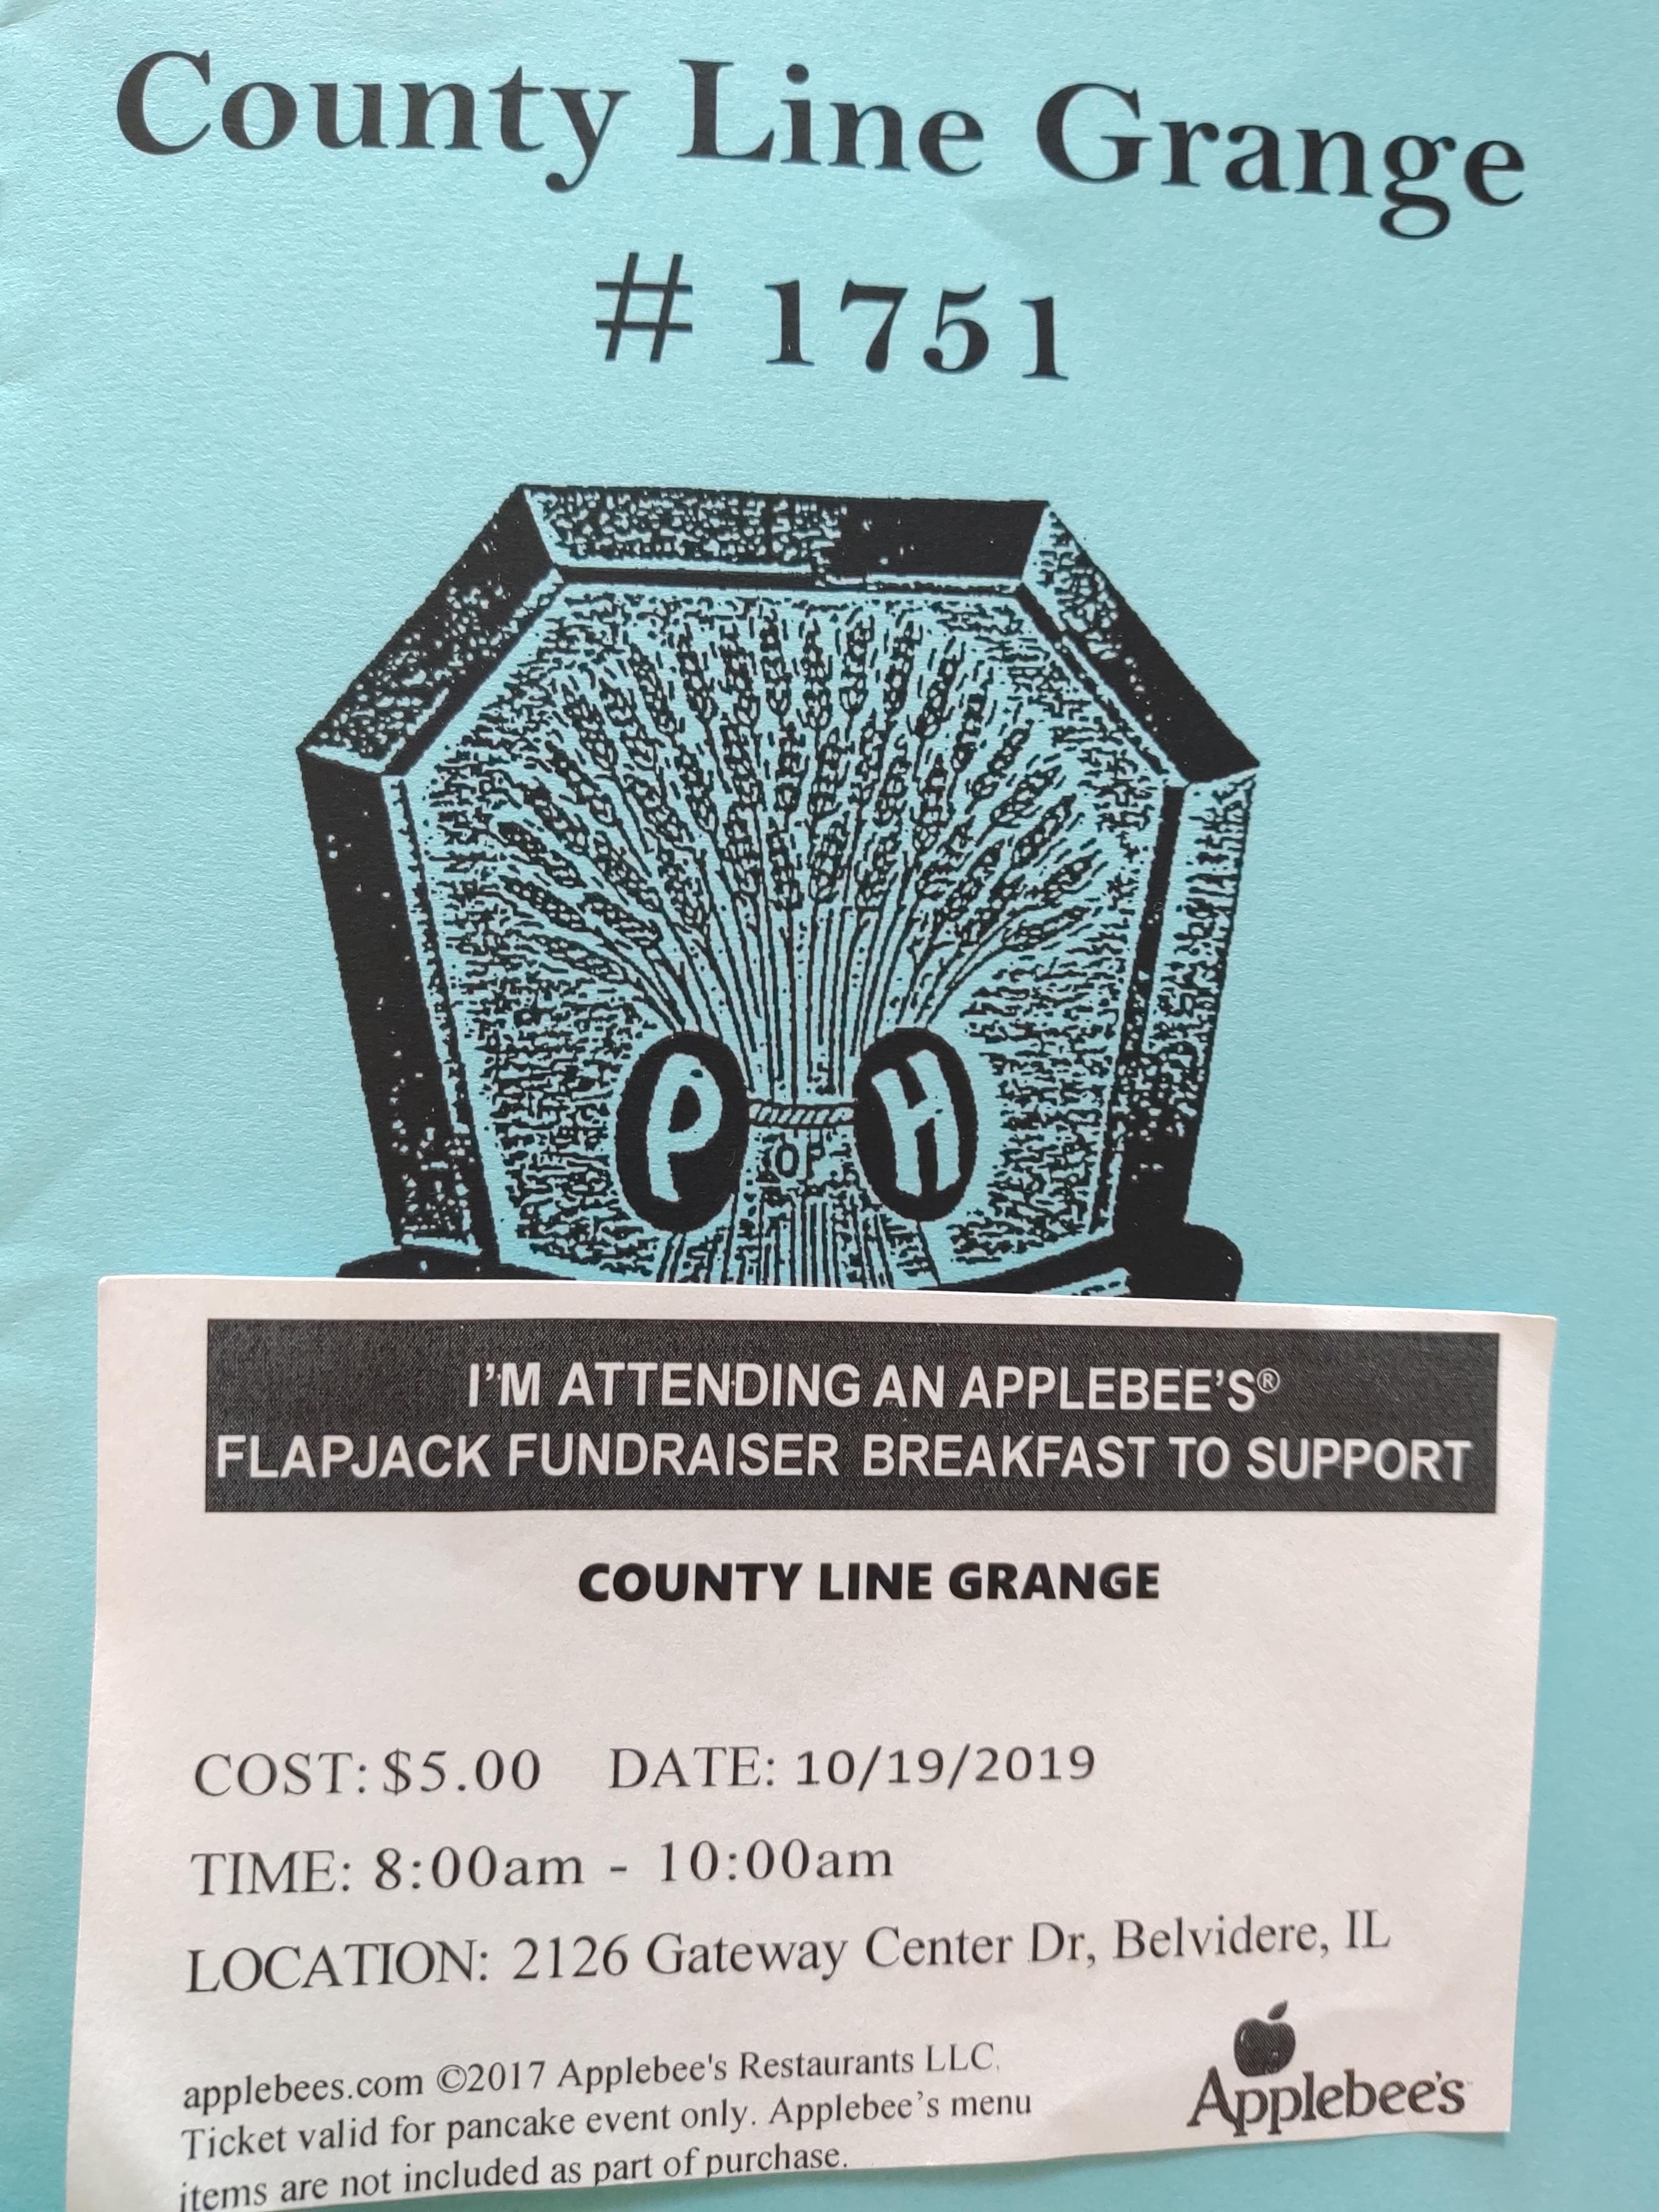 County Line Grange
# 1751
P OF H
I'M ATTENDING AN APPLEBEE'S®
FLAPJACK FUNDRAISER BREAKFAST TO SUPPORT
COUNTY LINE GRANGE
COST: $5.00 DATE: 10/19/2019
TIME: 8:00am - 10:00am
LOCATION: 2126 Gateway Center Dr, Belvidere, IL
applebees.com ©2017 Applebee's Restaurants LLC.
Ticket valid for pancake event only. Applebee's menu
items are not included as part of purchase.
Applebee's